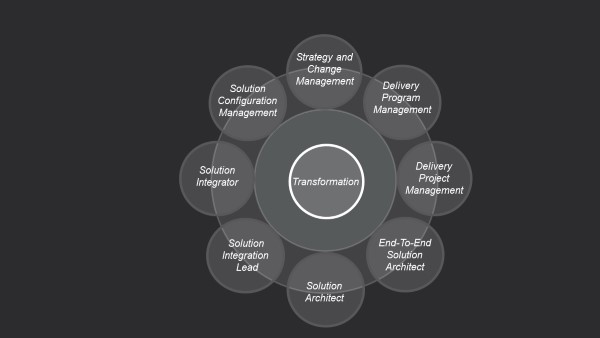 Strategy and
Change
Management
Delivery
Program
Management
Delivery
Project
Management
End-To-End
Solution
Architect
Solution
Architect
Solution
Integration
Lead
Solution
Integrator
Solution
Configuration
Management
Transformation